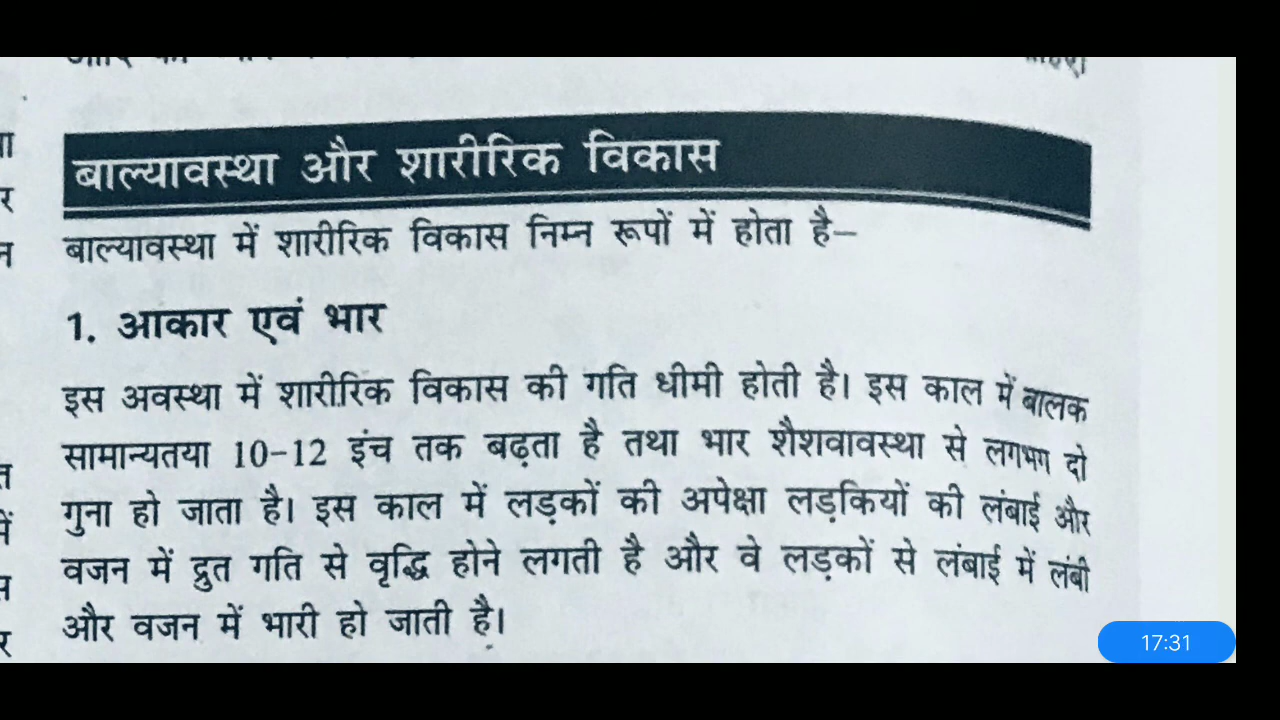 बाल्यावस्था और शारीरिक विकास
बाल्यावस्था में शारीरिक विकास निम्न रूपों में होता है–
1. आकार एवं भार
इस अवस्था में शारीरिक विकास की गति धीमी होती है। इस काल में बालक
सामान्यतया 10-12 इंच तक बढ़ता है तथा भार शैशवावस्था से लगभग दो
गुना हो जाता है। इस काल में लड़कों की अपेक्षा लड़कियों की लंबाई और
वजन में द्रुत गति से वृद्धि होने लगती है और वे लड़कों से लंबाई में लंबी
और वजन में भारी हो जाती है।
17:31